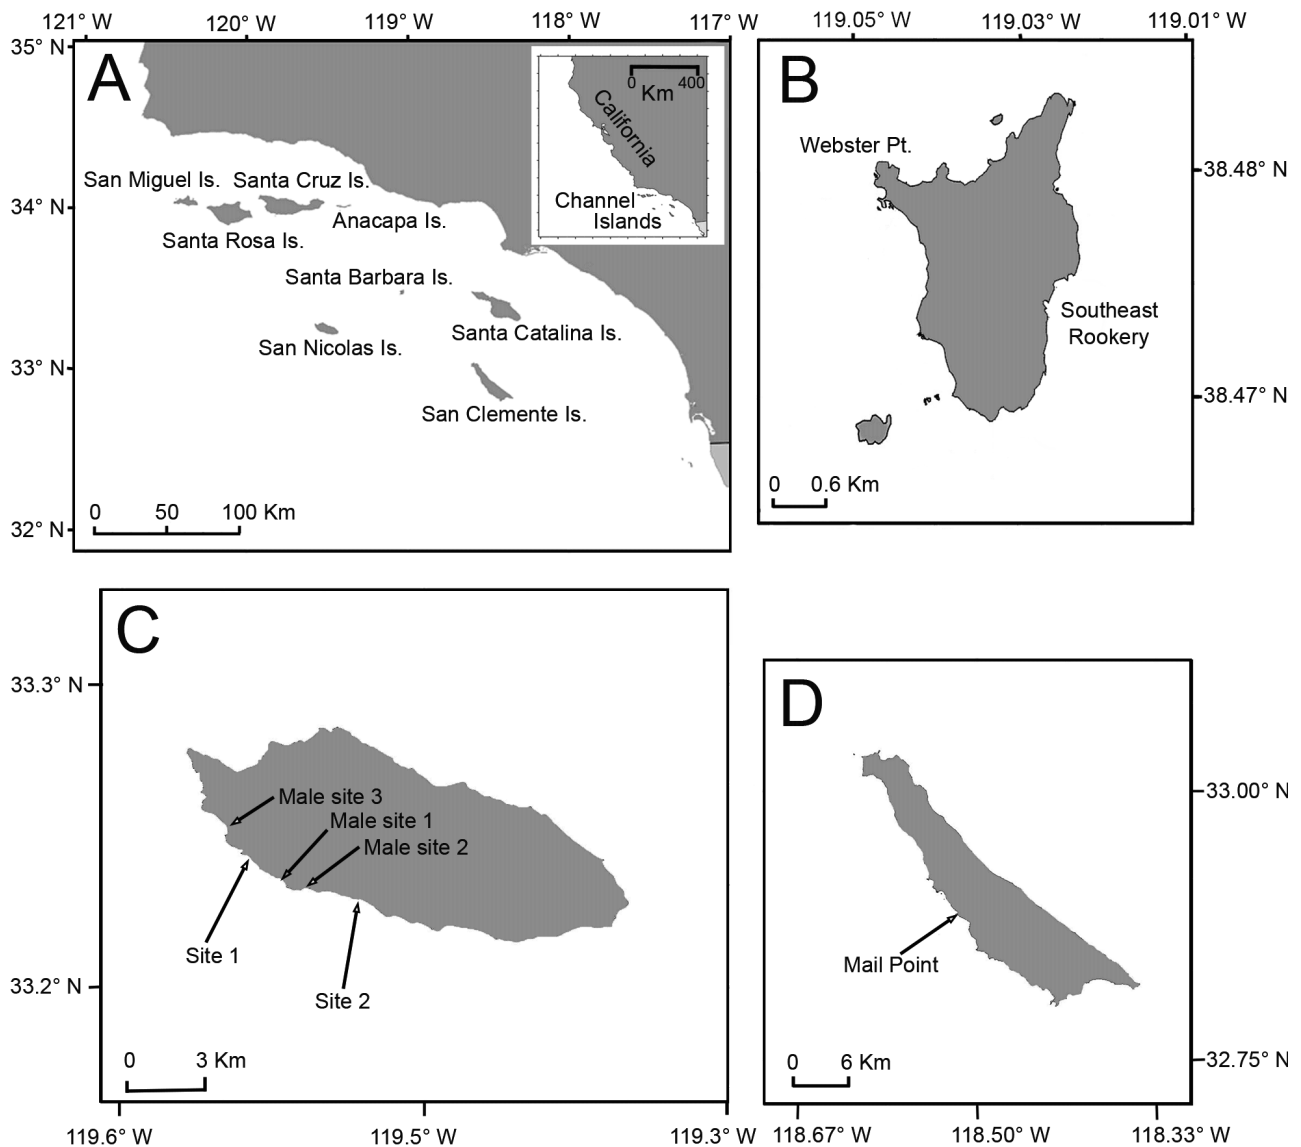 121° W 120° W 119° W 118° W 117° W
35° N
34° N
33° N
32° N
A
0 400
Km
California
Channel
Islands
San Miguel Is. Santa Cruz Is.
Anacapa Is.
Santa Rosa Is.
Santa Barbara Is.
Santa Catalina Is.
San Nicolas Is.
San Clemente Is.
0 50 100 Km
119.05° W 119.03° W 119.01° W
B
Webster Pt.
38.48° N
Southeast
Rookery
38.47° N
0 0.6 Km
C
33.3° N
Male site 3
Male site 1
Male site 2
Site 1
33.2° N
Site 2
0 3 Km
119.6° W 119.5° W 119.3° W
D
33.00° N
Mail Point
32.75° N
0 6 Km
118.67° W 118.50° W 118.33° W